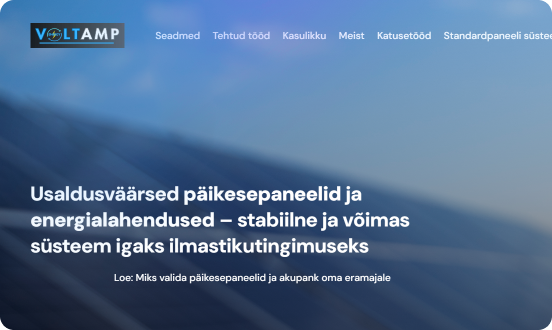 VOLTAMP
Seadmed Tehtud tööd Kasulikku Meist Katusetööd Standardpaneeli süstee
Usaldusväärsed päikesepaneelid ja
energialahendused – stabiilne ja võimas
süsteem igaks ilmastikutingimuseks
Loe: Miks valida päikesepaneelid ja akupank oma eramajale